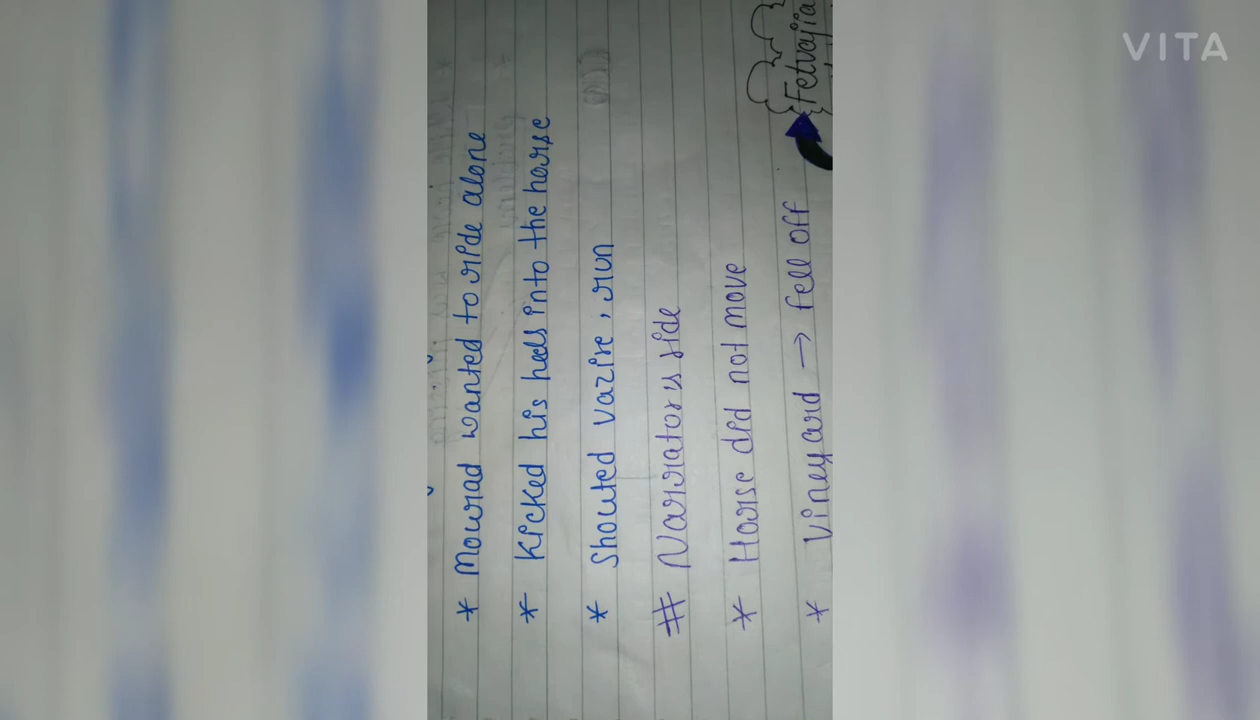 * Mourad wanted to ride alone
* Kicked his heels into the horse
* Shouted vazire, run
# Narrator's ride
* Horse did not move
* Vineyard → fell off
Fetvajia
VITA